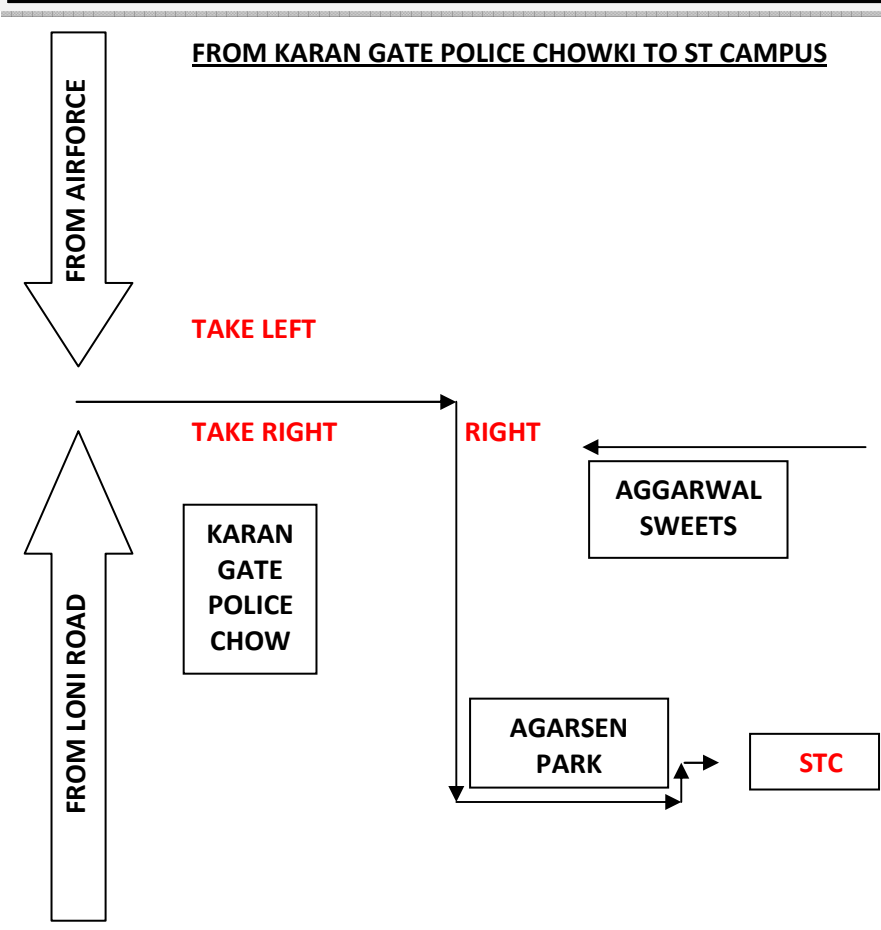 FROM KARAN GATE POLICE CHOWKI TO ST CAMPUS
FROM AIRFORCE
TAKE LEFT
TAKE RIGHT
RIGHT
AGGARWAL
SWEETS
KARAN
GATE
POLICE
CHOW
FROM LONI ROAD
AGARSEN
PARK
STC